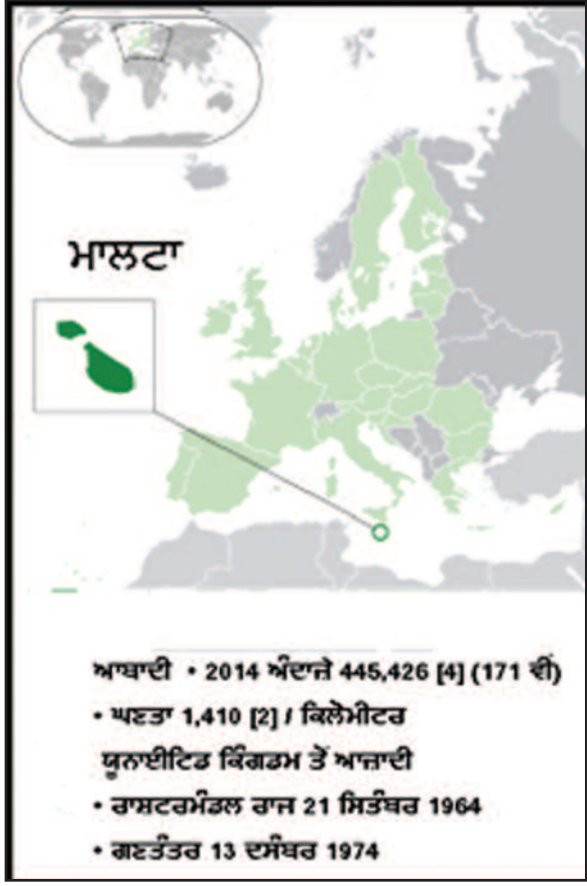 ਮਾਲਟਾ
ਆਬਾਦੀ • 2014 ਅੰਦਾਜ਼ੇ 445,426 [4] (171 ਵੀਂ)
• ਘਣਤਾ 1,410 [2] / ਕਿਲੋਮੀਟਰ
ਯੂਨਾਈਟਿਡ ਕਿੰਗਡਮ ਤੋਂ ਆਜ਼ਾਦੀ
• ਰਾਸ਼ਟਰਮੰਡਲ ਰਾਜ 21 ਸਿਤੰਬਰ 1964
• ਗਣਤੰਤਰ 13 ਦਸੰਬਰ 1974